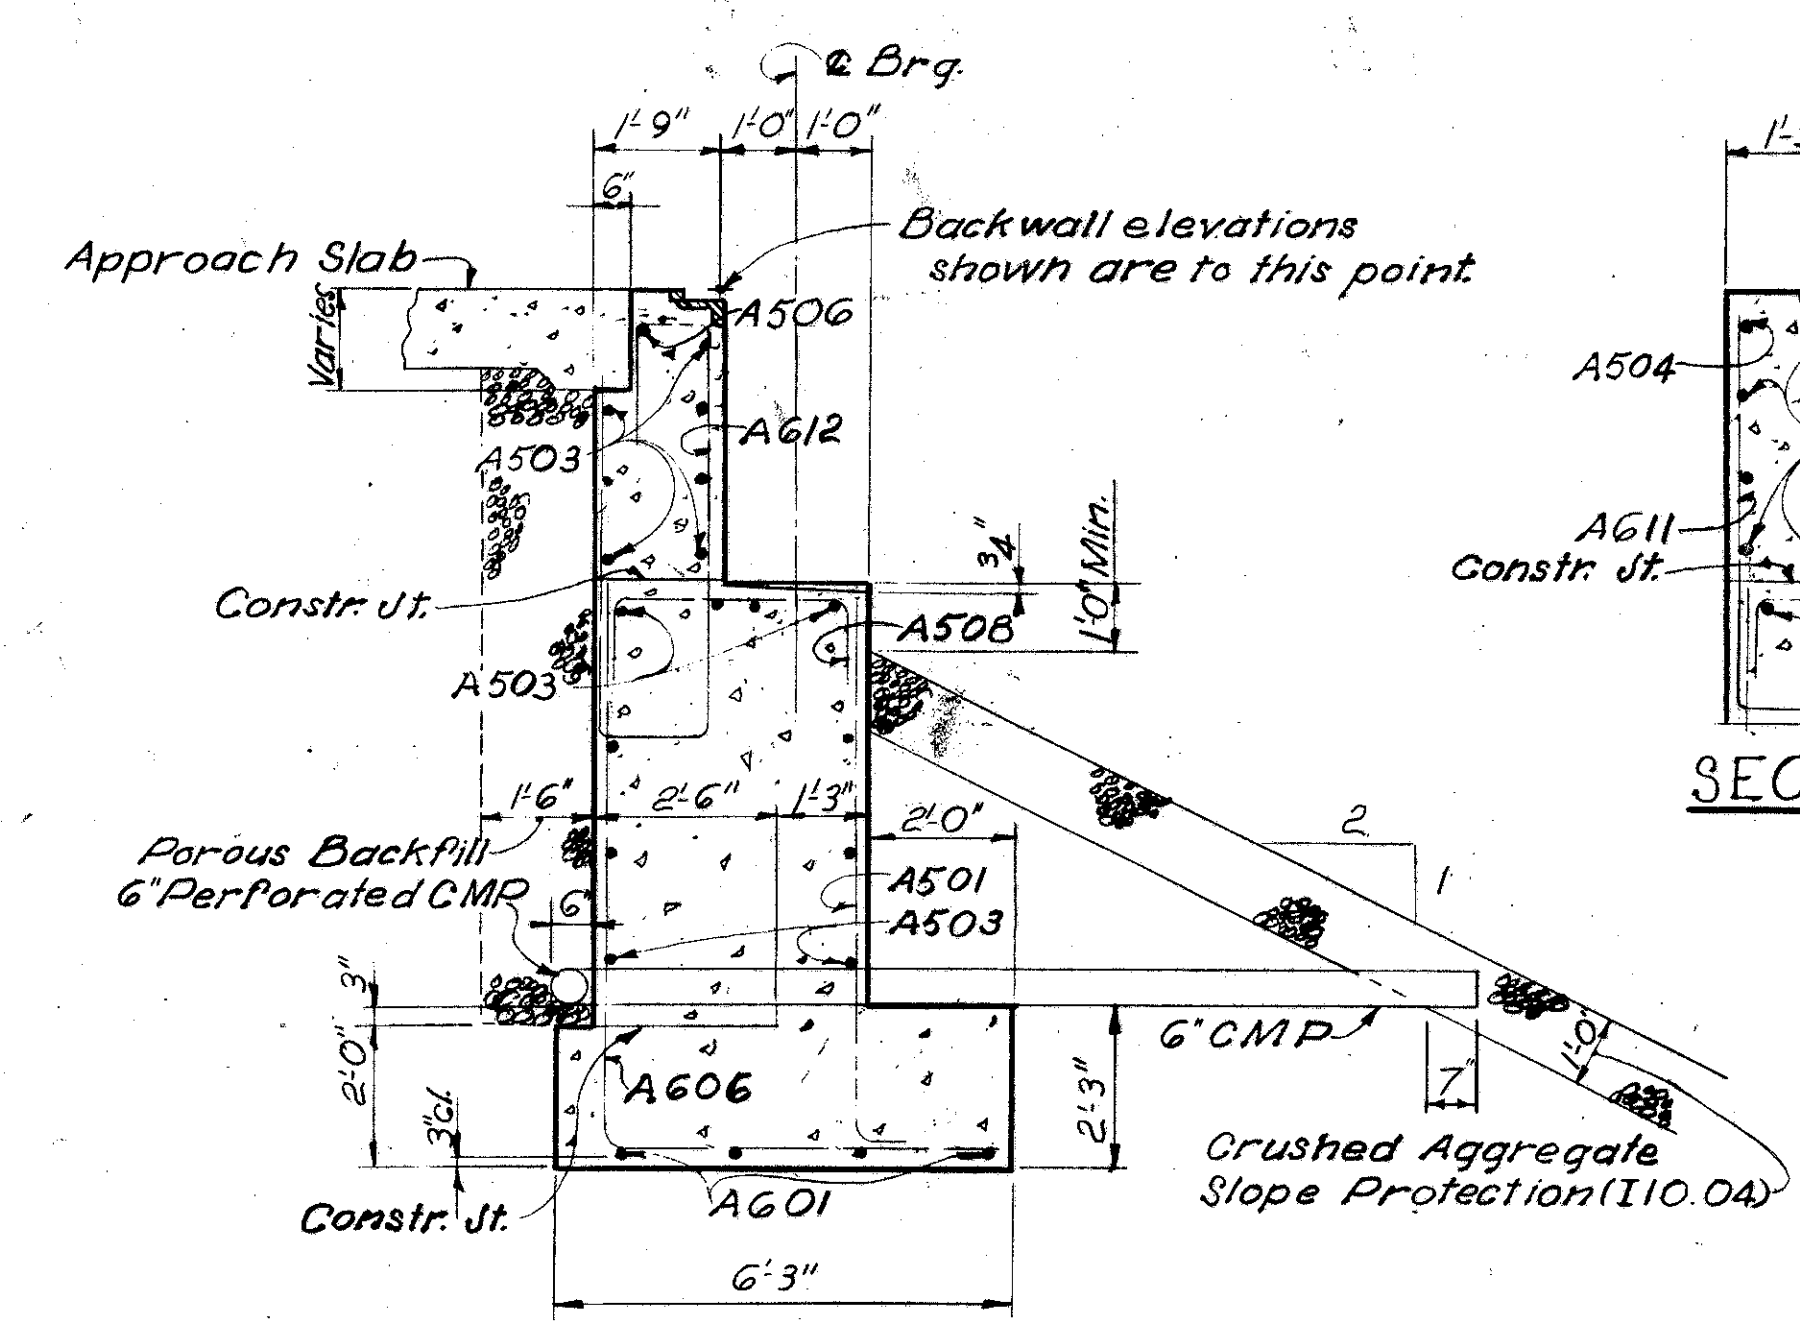 ℄ Brg.
1'-9" 1'-0" 1'-0"
6"
Backwall elevations
shown are to this point.
Approach Slab
Varies
A506
A503
A612
3/4"
1'-0" Min.
Constr. Jt.
A508
A503
1'-6" 2'-6" 1'-3"
2'-0"
2
1
Porous Backfill
6" Perforated CMP
6"
A501
A503
3"
2'-0"
3"cl.
A606
6" CMP
2'-3"
7"
1'-0"
Crushed Aggregate
Slope Protection (I10.04)
Constr. Jt.
A601
6'-3"
A504
A611
Constr. Jt.